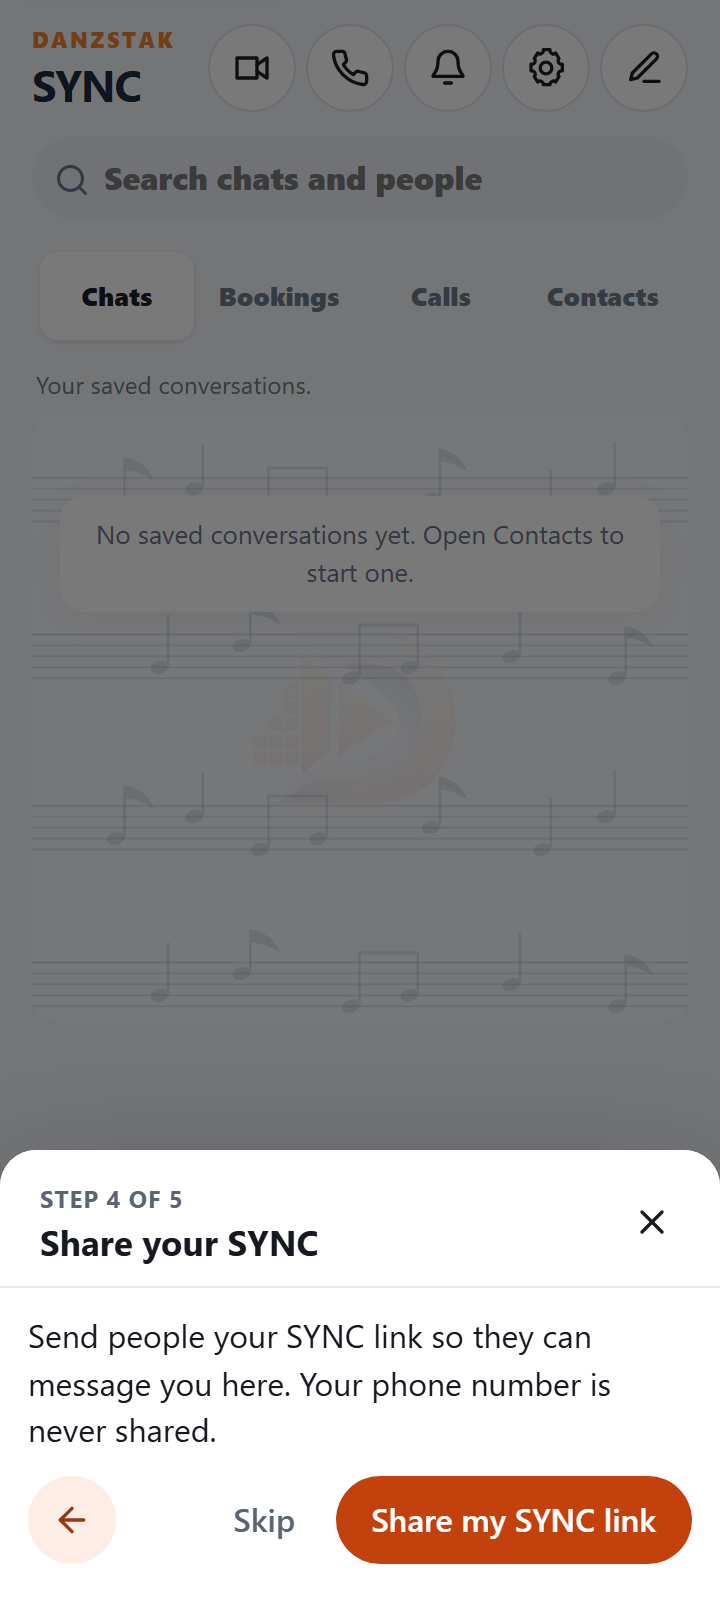 DANZSTAK
SYNC
Search chats and people
Chats
Bookings
Calls
Contacts
Your saved conversations.
No saved conversations yet. Open Contacts to
start one.
STEP 4 OF 5
Share your SYNC
Send people your SYNC link so they can
message you here. Your phone number is
never shared.
Skip
Share my SYNC link